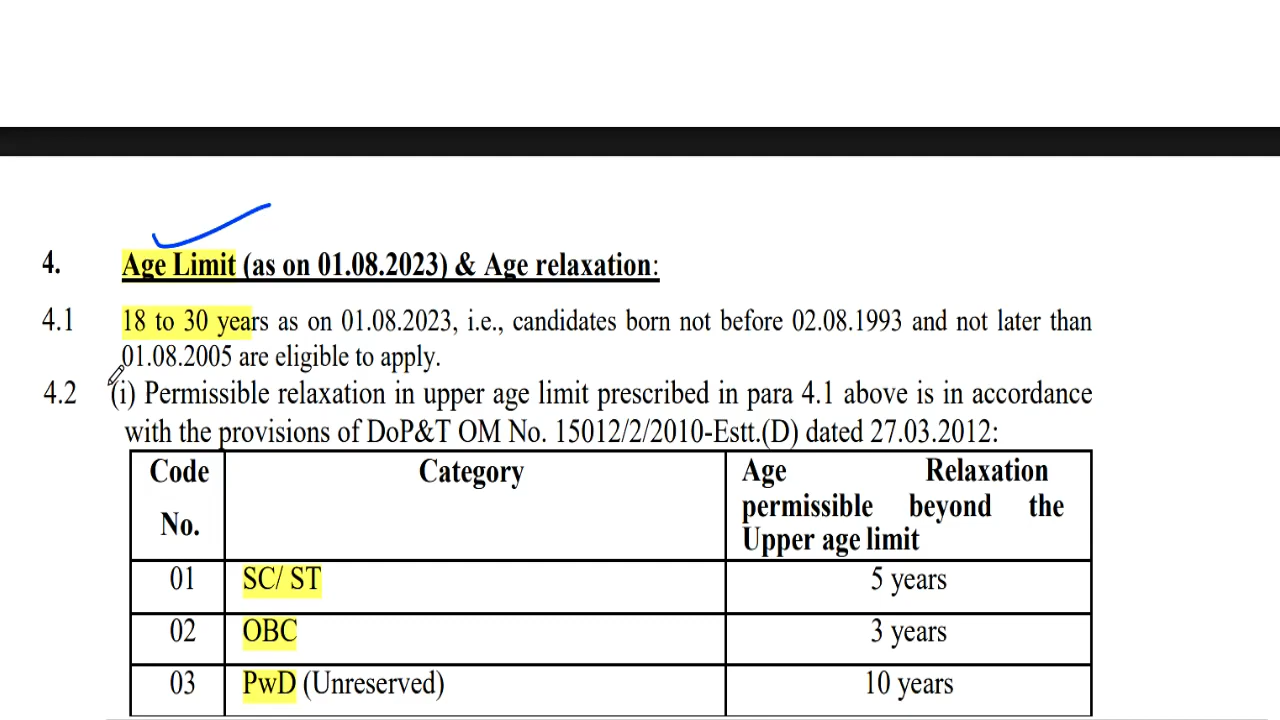 4. Age Limit (as on 01.08.2023) & Age relaxation:
4.1 18 to 30 years as on 01.08.2023, i.e., candidates born not before 02.08.1993 and not later than
01.08.2005 are eligible to apply.
4.2 (i) Permissible relaxation in upper age limit prescribed in para 4.1 above is in accordance
with the provisions of DoP&T OM No. 15012/2/2010-Estt.(D) dated 27.03.2012:
Code
No.
Category
Age Relaxation
permissible beyond the
Upper age limit
01 SC/ ST 5 years
02 OBC 3 years
03 PwD (Unreserved) 10 years